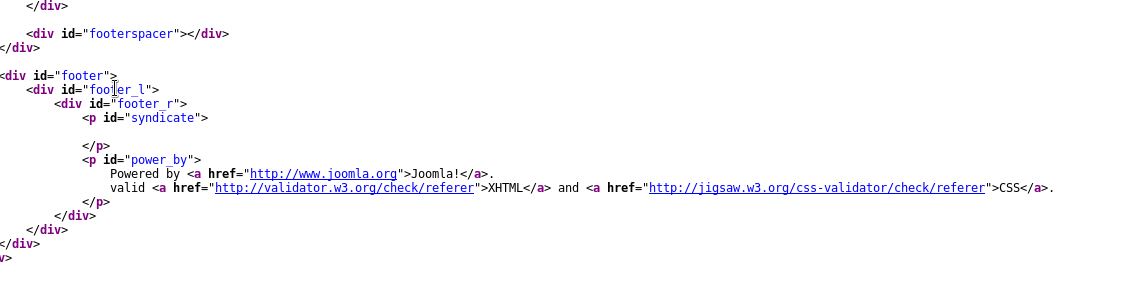 </div>
<div id="footerspacer"></div>
</div>
<div id="footer">
<div id="footer_l">
<div id="footer_r">
<p id="syndicate">
</p>
<p id="power_by">
Powered by <a href="http://www.joomla.org">Joomla!</a>.
valid <a href="http://validator.w3.org/check/referer">XHTML</a> and <a href="http://jigsaw.w3.org/css-validator/check/referer">CSS</a>.
</p>
</div>
</div>
</div>
v>